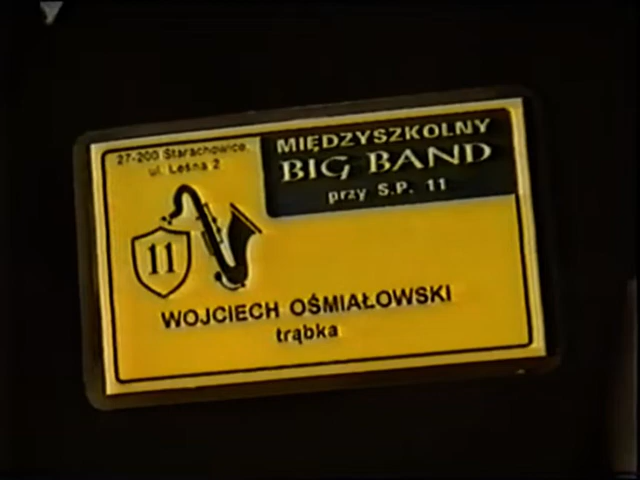 27-200 Starachowice,
ul. Leśna 2
MIĘDZYSZKOLNY
BIG BAND
przy S.P. 11
11
WOJCIECH OŚMIAŁOWSKI
trąbka